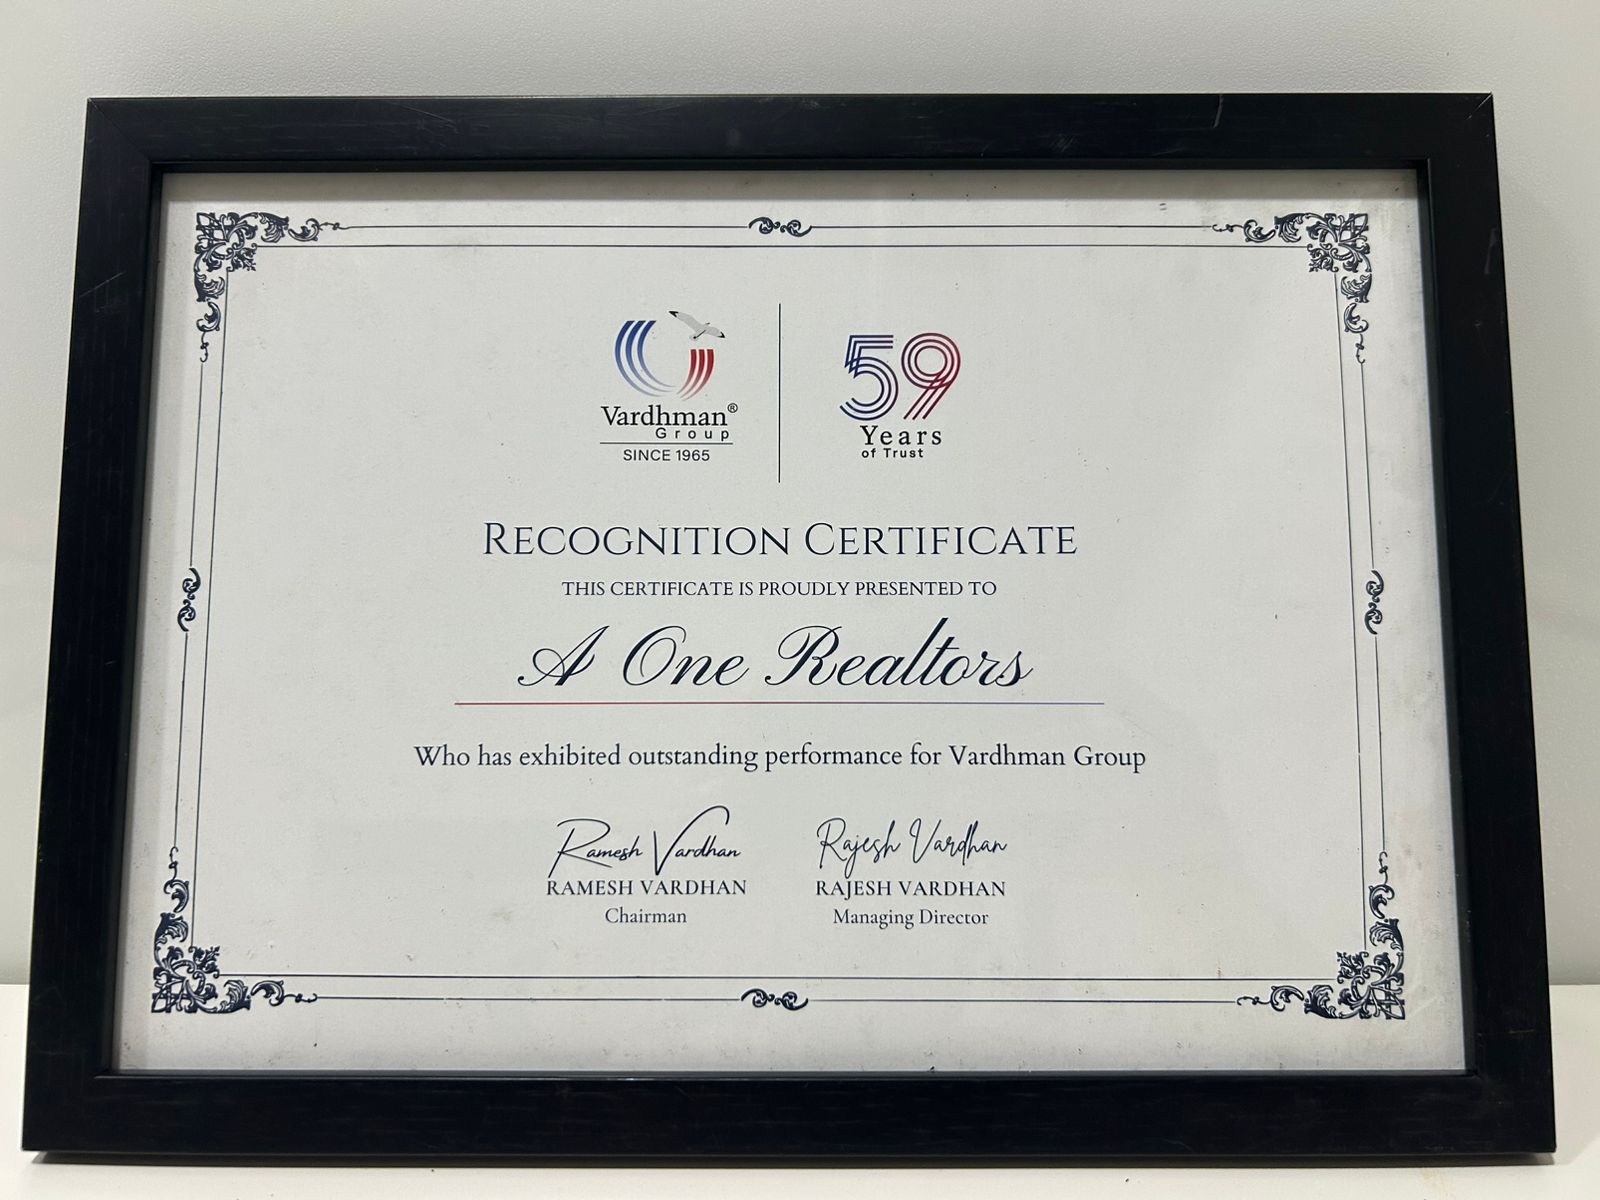 Vardhman®
Group
SINCE 1965
59
Years
of Trust
RECOGNITION CERTIFICATE
THIS CERTIFICATE IS PROUDLY PRESENTED TO
A One Realtors
Who has exhibited outstanding performance for Vardhman Group
Ramesh Vardhan
RAMESH VARDHAN
Chairman
Rajesh Vardhan
RAJESH VARDHAN
Managing Director